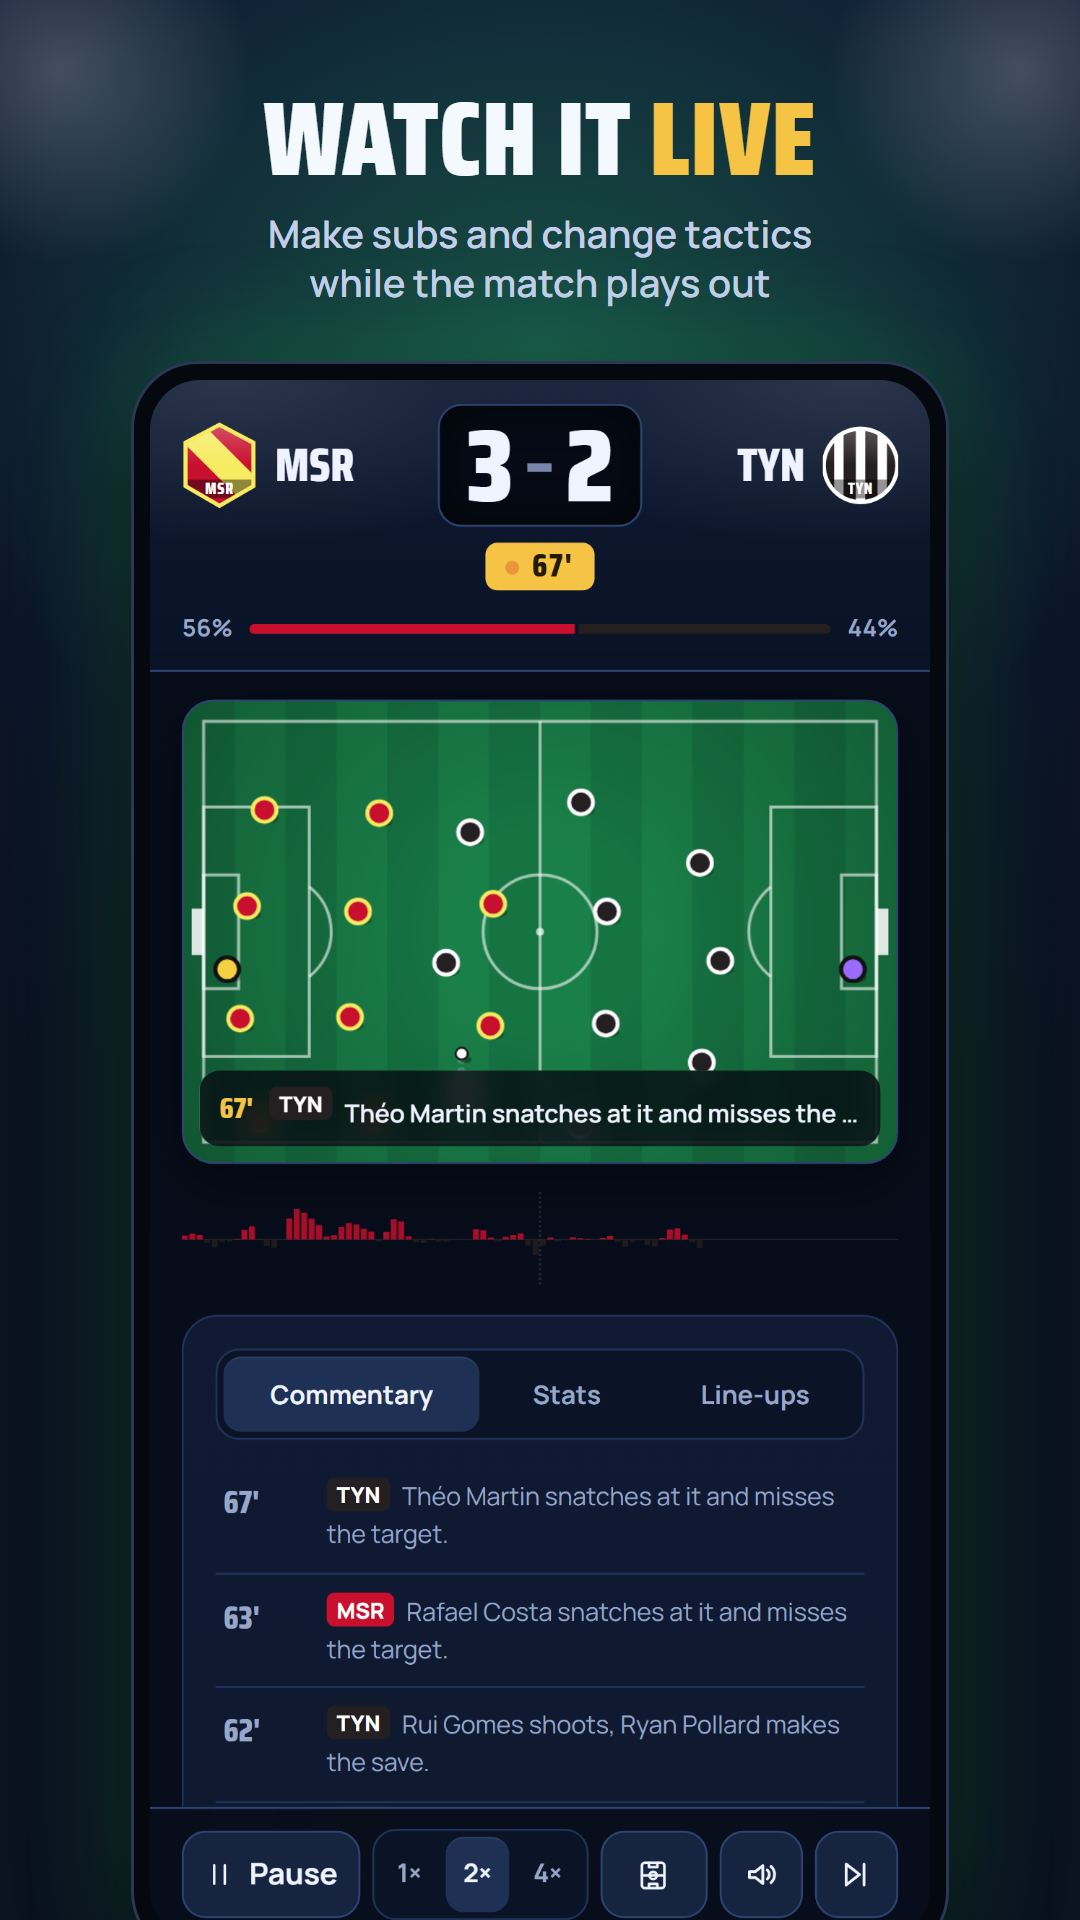 WATCH IT LIVE
Make subs and change tactics
while the match plays out
MSR
MSR
3 - 2
TYN
TYN
67'
56%
44%
67' TYN Théo Martin snatches at it and misses the ...
Commentary
Stats
Line-ups
67' TYN Théo Martin snatches at it and misses
the target.
63' MSR Rafael Costa snatches at it and misses
the target.
62' TYN Rui Gomes shoots, Ryan Pollard makes
the save.
Pause
1×
2×
4×